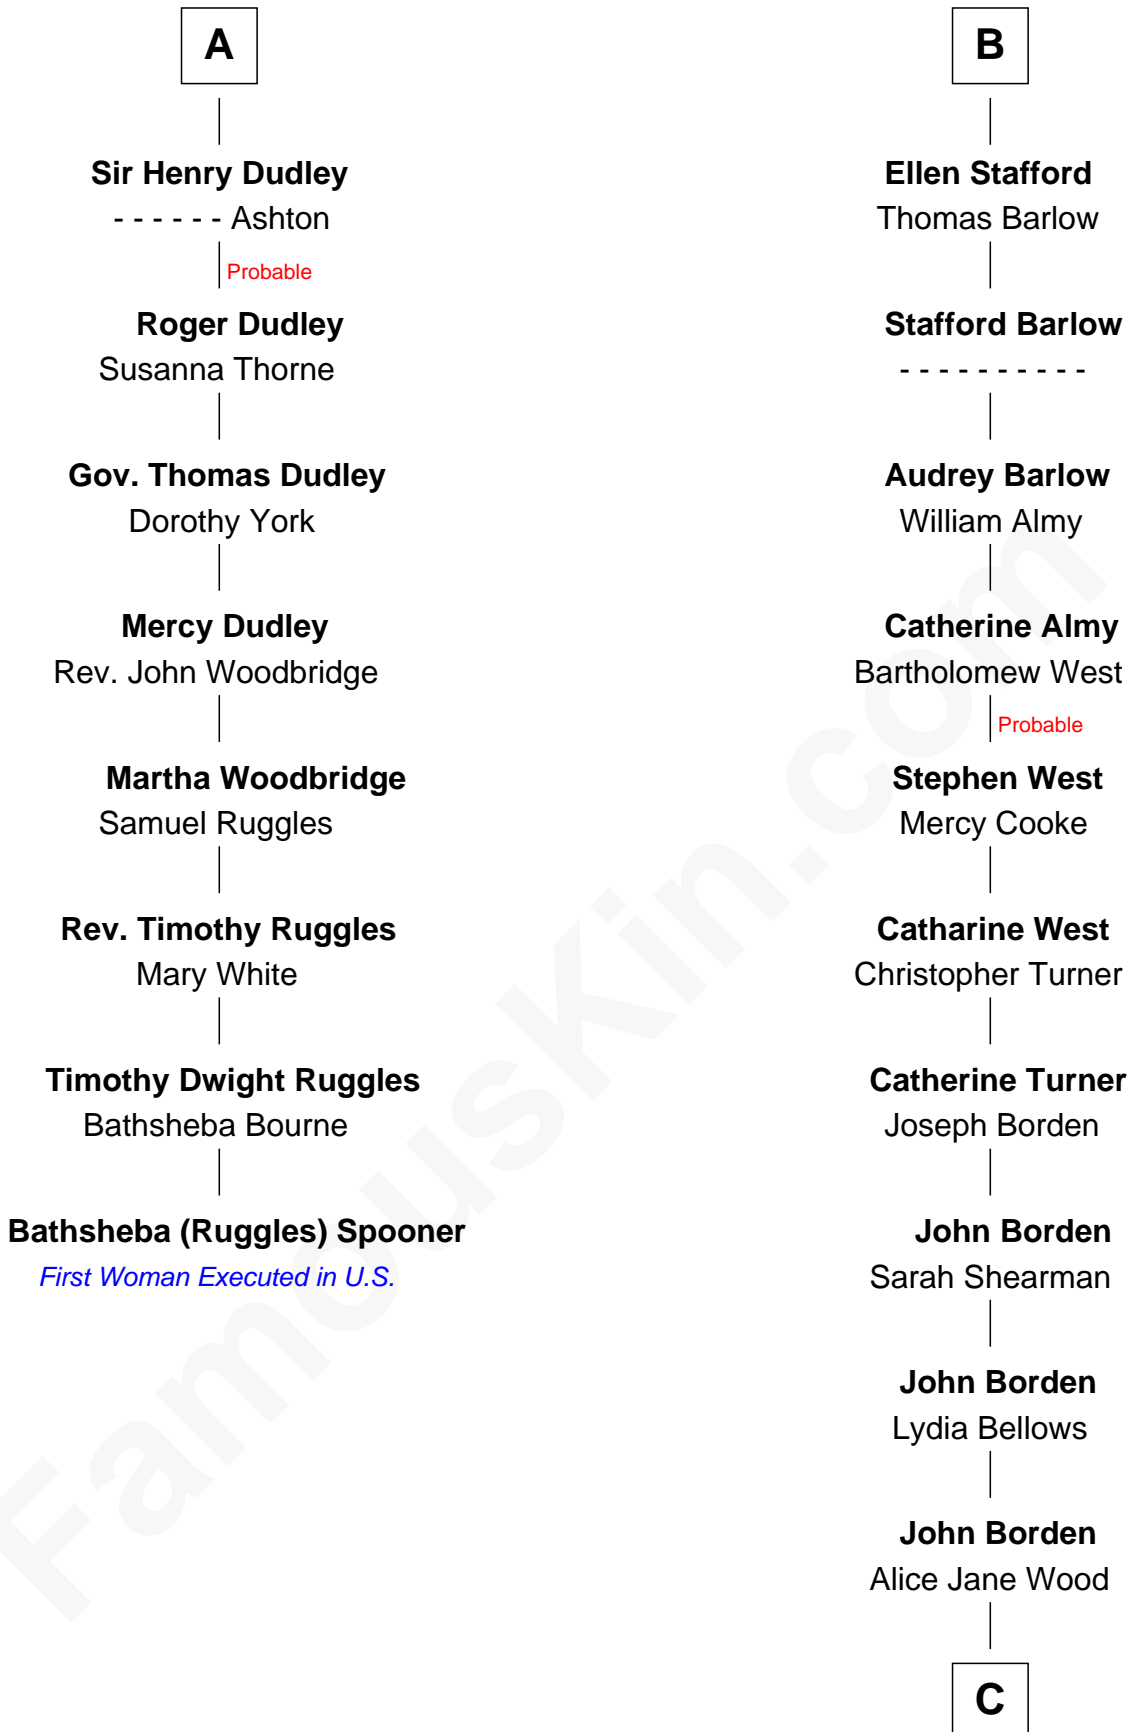 A
Sir Henry Dudley
- - - - - - Ashton
Probable
Roger Dudley
Susanna Thorne
Gov. Thomas Dudley
Dorothy York
Mercy Dudley
Rev. John Woodbridge
Martha Woodbridge
Samuel Ruggles
Rev. Timothy Ruggles
Mary White
Timothy Dwight Ruggles
Bathsheba Bourne
Bathsheba (Ruggles) Spooner
First Woman Executed in U.S.
B
Ellen Stafford
Thomas Barlow
Stafford Barlow
- - - - - - - - - -
Audrey Barlow
William Almy
Catherine Almy
Bartholomew West
Probable
Stephen West
Mercy Cooke
Catharine West
Christopher Turner
Catherine Turner
Joseph Borden
John Borden
Sarah Shearman
John Borden
Lydia Bellows
John Borden
Alice Jane Wood
C
FamousKin.com